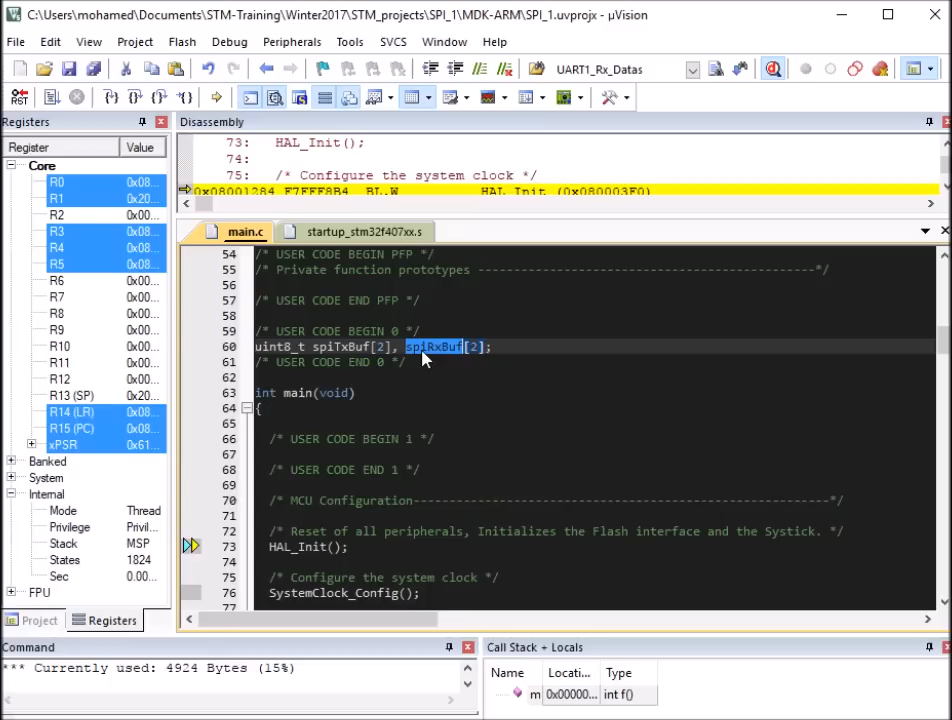 C:\Users\mohamed\Documents\STM-Training\Winter2017\STM_projects\SPI_1\MDK-ARM\SPI_1.uvprojx - µVision
File Edit View Project Flash Debug Peripherals Tools SVCS Window Help
UART1_Rx_Datas
RST
Registers
Register Value
Core
R0 0x08...
R1 0x20...
R2 0x00...
R3 0x08...
R4 0x08...
R5 0x08...
R6 0x00...
R7 0x00...
R8 0x00...
R9 0x00...
R10 0x00...
R11 0x00...
R12 0x00...
R13 (SP) 0x20...
R14 (LR) 0x08...
R15 (PC) 0x08...
xPSR 0x61...
Banked
System
Internal
Mode Thread
Privilege Privil...
Stack MSP
States 1824
Sec 0.00...
FPU
Project Registers
Disassembly
73: HAL_Init();
74:
75: /* Configure the system clock */
0x08001284 F7FFF8B4 BL.W HAL_Init (0x080003F0)
main.c startup_stm32f407xx.s
54 /* USER CODE BEGIN PFP */
55 /* Private function prototypes -----------------------------------------------*/
56
57 /* USER CODE END PFP */
58
59 /* USER CODE BEGIN 0 */
60 uint8_t spiTxBuf[2], spiRxBuf[2];
61 /* USER CODE END 0 */
62
63 int main(void)
64 {
65
66 /* USER CODE BEGIN 1 */
67
68 /* USER CODE END 1 */
69
70 /* MCU Configuration----------------------------------------------------------*/
71
72 /* Reset of all peripherals, Initializes the Flash interface and the Systick. */
73 HAL_Init();
74
75 /* Configure the system clock */
76 SystemClock_Config();
77
Command
*** Currently used: 4924 Bytes (15%)
Call Stack + Locals
Name Locati... Type
m 0x00000... int f()